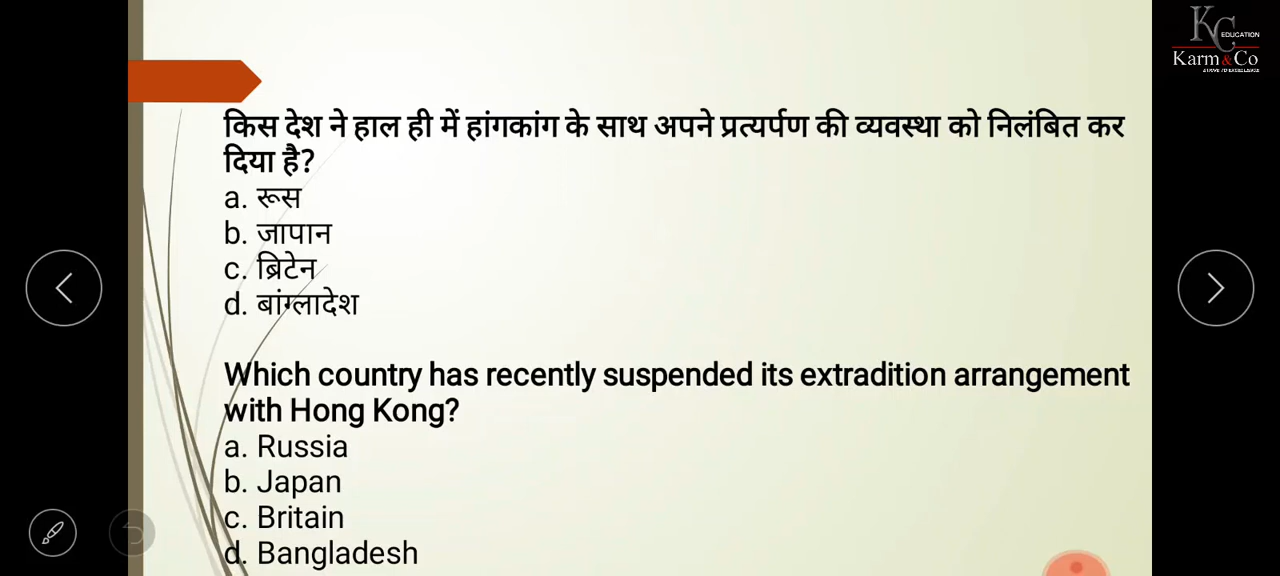 KC EDUCATION
Karm&Co
किस देश ने हाल ही में हांगकांग के साथ अपने प्रत्यर्पण की व्यवस्था को निलंबित कर
दिया है?
a. रूस
b. जापान
c. ब्रिटेन
d. बांग्लादेश
Which country has recently suspended its extradition arrangement
with Hong Kong?
a. Russia
b. Japan
c. Britain
d. Bangladesh